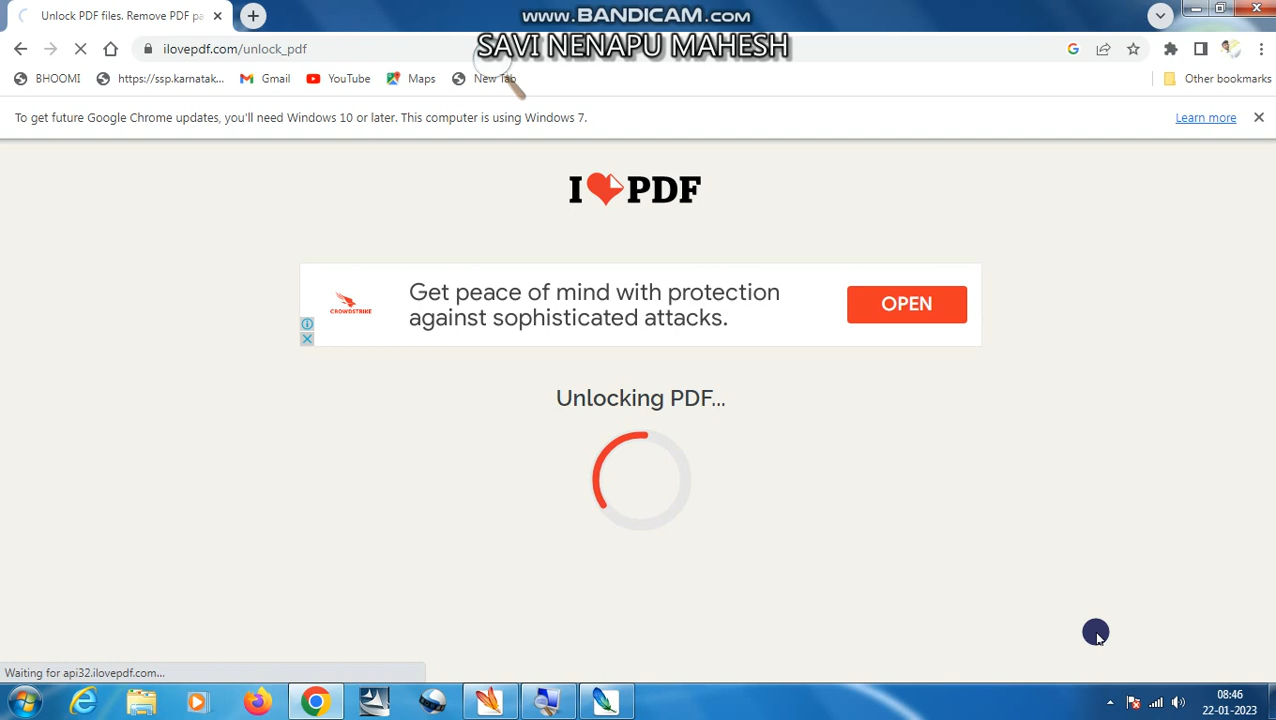 Unlock PDF files. Remove PDF pa
www.BANDICAM.com
ilovepdf.com/unlock_pdf
SAVI NENAPU MAHESH
BHOOMI
https://ssp.karnatak...
Gmail
YouTube
Maps
New Tab
Other bookmarks
To get future Google Chrome updates, you'll need Windows 10 or later. This computer is using Windows 7.
Learn more
I PDF
Get peace of mind with protection
against sophisticated attacks.
CROWDSTRIKE
OPEN
Unlocking PDF...
Waiting for api32.ilovepdf.com...
08:46
22-01-2023